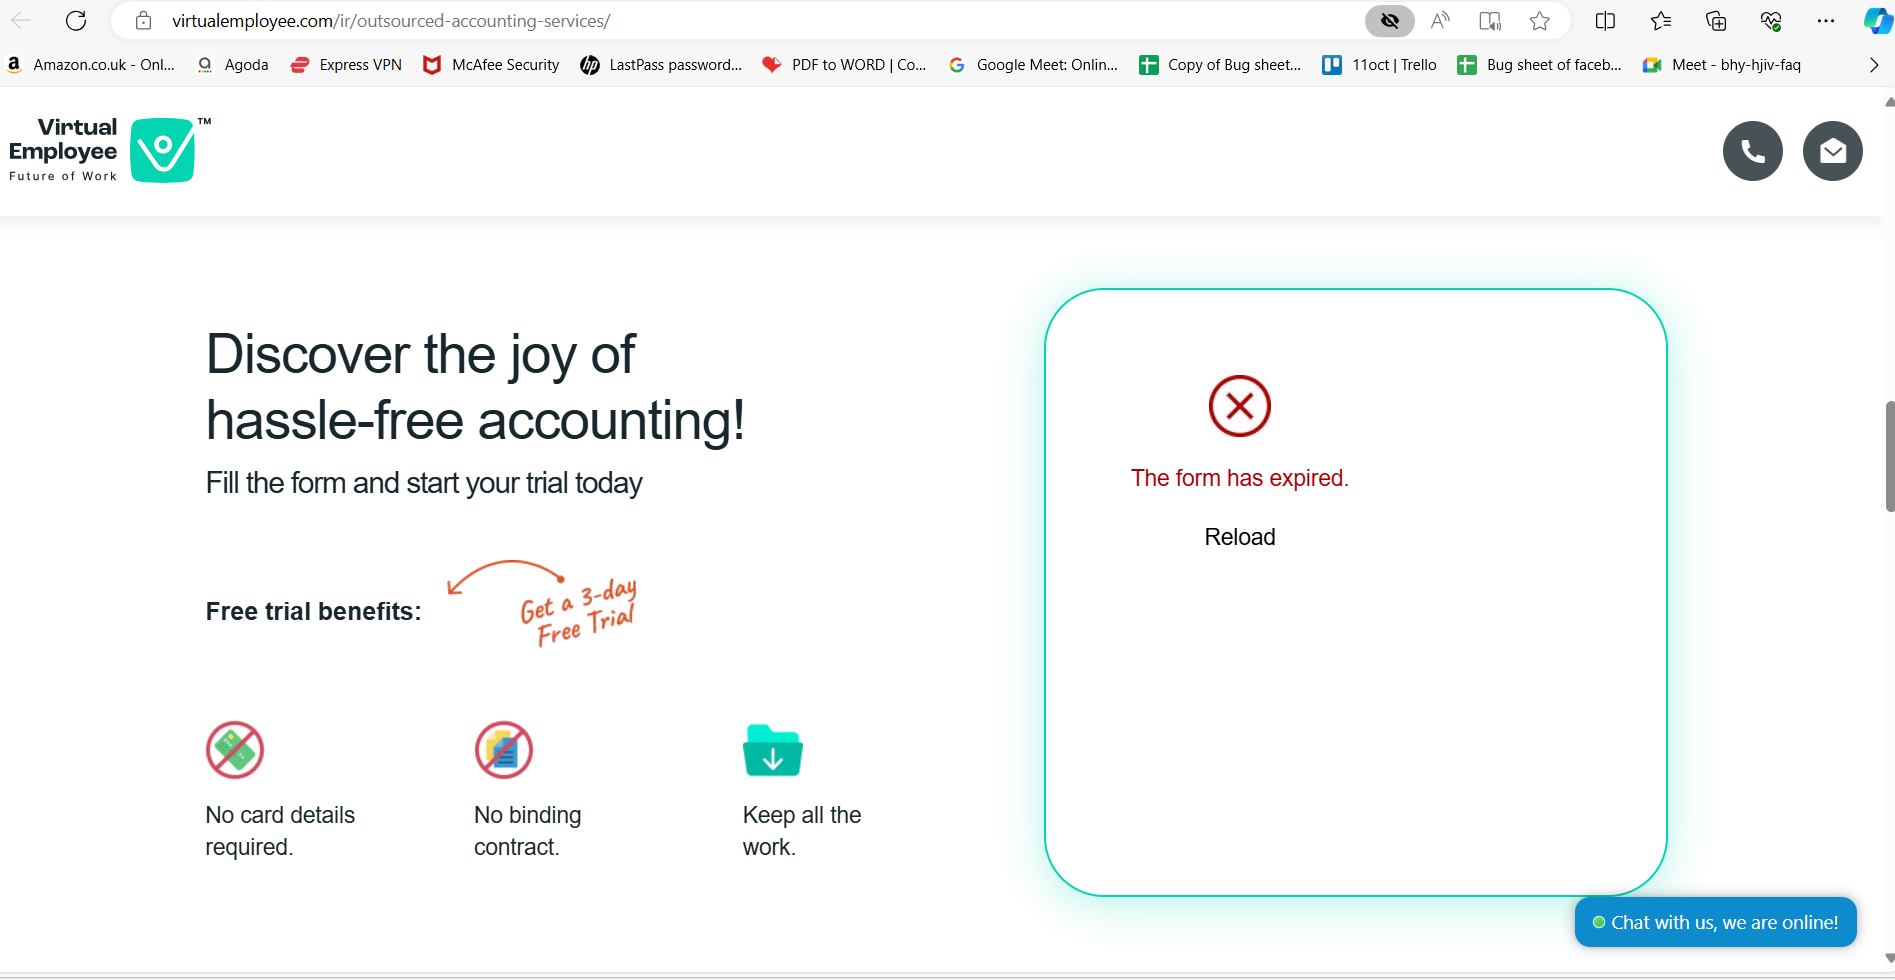 virtualemployee.com/ir/outsourced-accounting-services/
Amazon.co.uk - Onl...
Agoda
Express VPN
McAfee Security
LastPass password...
PDF to WORD | Co...
Google Meet: Onlin...
Copy of Bug sheet...
11oct | Trello
Bug sheet of faceb...
Meet - bhy-hjiv-faq
Virtual
Employee
Future of Work
TM
Discover the joy of
hassle-free accounting!
Fill the form and start your trial today
Free trial benefits:
Get a 3-day
Free Trial
No card details
required.
No binding
contract.
Keep all the
work.
The form has expired.
Reload
Chat with us, we are online!